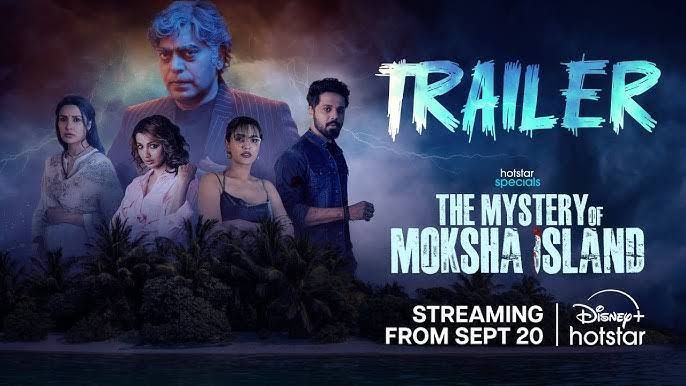 TRAILER
hotstar
specials
THE MYSTERY OF
MOKSHA ISLAND
STREAMING
FROM SEPT 20
Disney+
hotstar